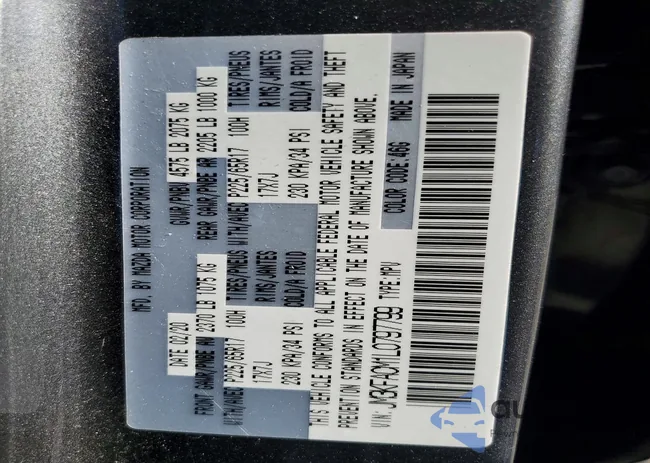 MFD. BY MAZDA MOTOR CORPORATION
DATE 02/20 GVWR/PNBV 4575 LB 2075 KG
FRONT GAWR/PNBE AV 2370 LB 1075 KG REAR GAWR/PNBE AR 2205 LB 1000 KG
WITH/AVEC P225/65R17 100H TIRES/PNEUS WITH/AVEC P225/65R17 100H TIRES/PNEUS
17X7J RIMS/JANTES 17X7J RIMS/JANTES
230 KPA/34 PSI COLD/A FROID 230 KPA/34 PSI COLD/A FROID
THIS VEHICLE CONFORMS TO ALL APPLICABLE FEDERAL MOTOR VEHICLE SAFETY AND THEFT
PREVENTION STANDARDS IN EFFECT ON THE DATE OF MANUFACTURE SHOWN ABOVE.
VIN: JM3KFACM1L0797799 TYPE:MPV COLOR CODE:46G MADE IN JAPAN